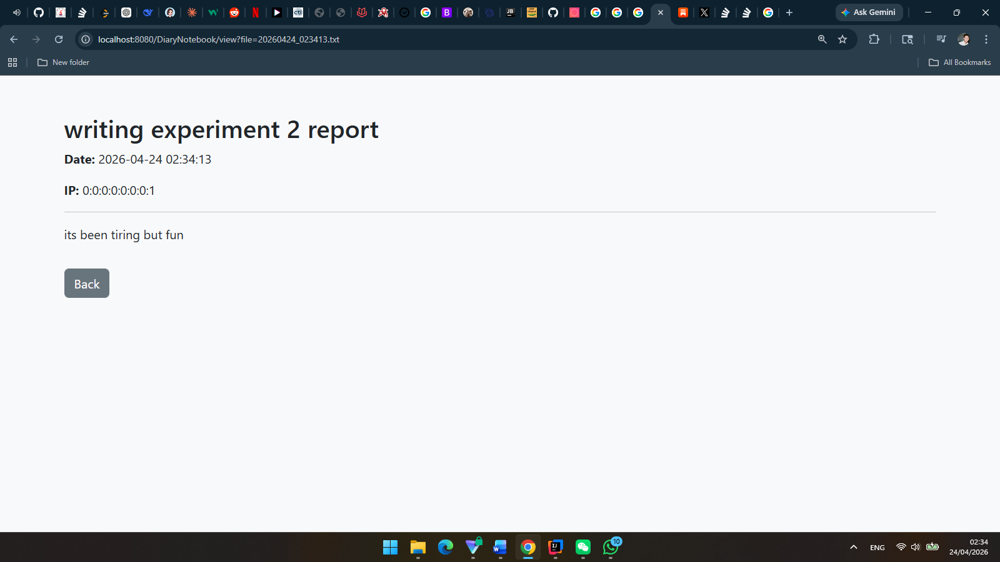 Ask Gemini
localhost:8080/DiaryNotebook/view?file=20260424_023413.txt
New folder
All Bookmarks
writing experiment 2 report
Date: 2026-04-24 02:34:13
IP: 0:0:0:0:0:0:0:1
its been tiring but fun
Back
10
ENG
02:34
24/04/2026